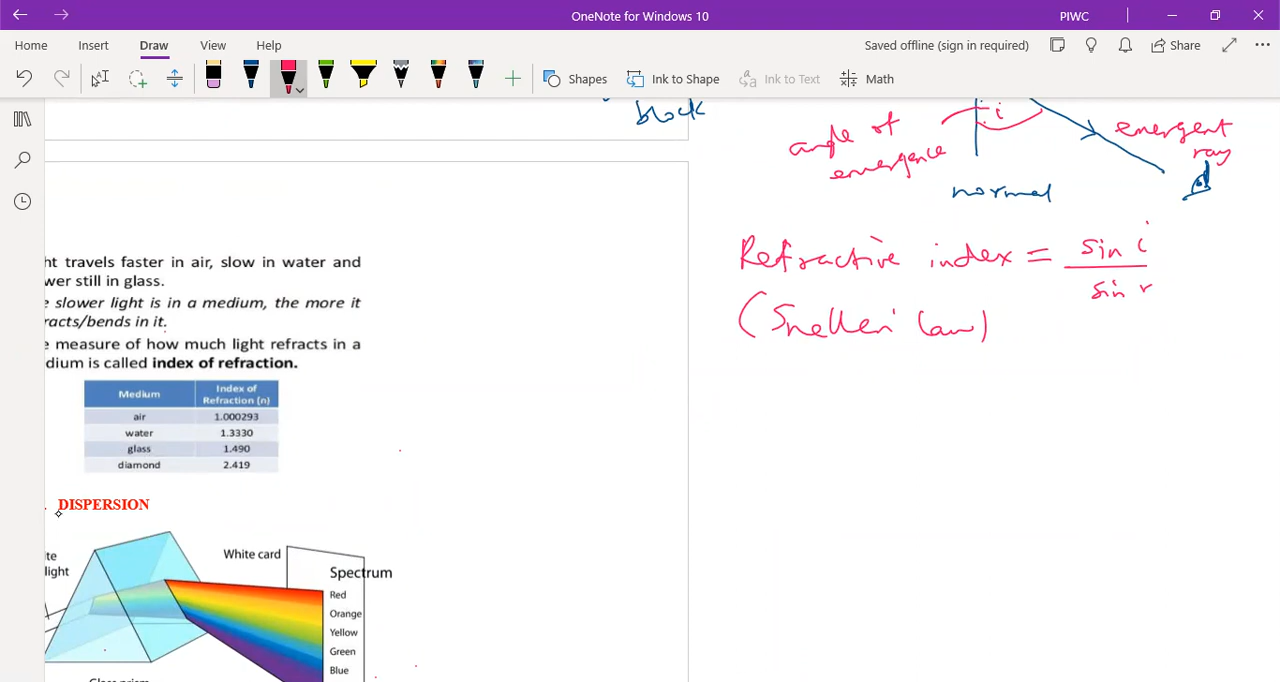 OneNote for Windows 10
PIWC
Home Insert Draw View Help
Saved offline (sign in required)
Share
Shapes
Ink to Shape
Ink to Text
Math
block
ht travels faster in air, slow in water and
wer still in glass.
e slower light is in a medium, the more it
racts/bends in it.
e measure of how much light refracts in a
dium is called index of refraction.
Medium Index of
Refraction (n)
air 1.000293
water 1.3330
glass 1.490
diamond 2.419
. DISPERSION
ite
light
White card
Spectrum
Red
Orange
Yellow
Green
Blue
Glass prism
i
angle of
emergence
emergent
ray
normal
Refractive index = sin i
sin r
(Snellen' law)